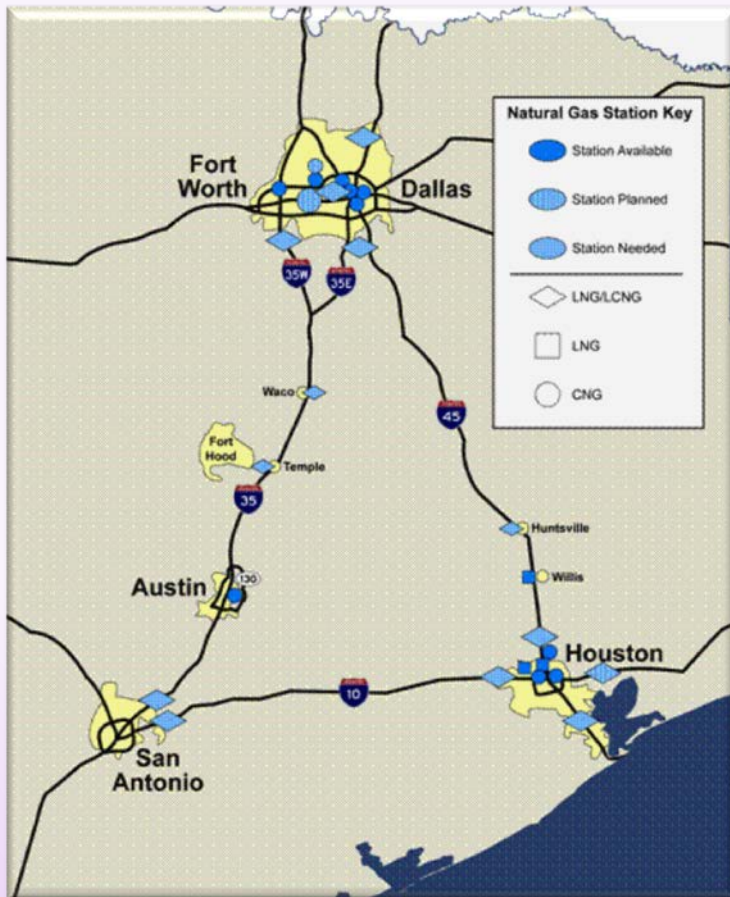 Natural Gas Station Key
Station Available
Station Planned
Station Needed
LNG/LCNG
LNG
CNG
Fort
Worth
Dallas
35W
35E
Waco
45
Fort
Hood
Temple
35
Huntsville
130
Willis
Austin
Houston
10
San
Antonio